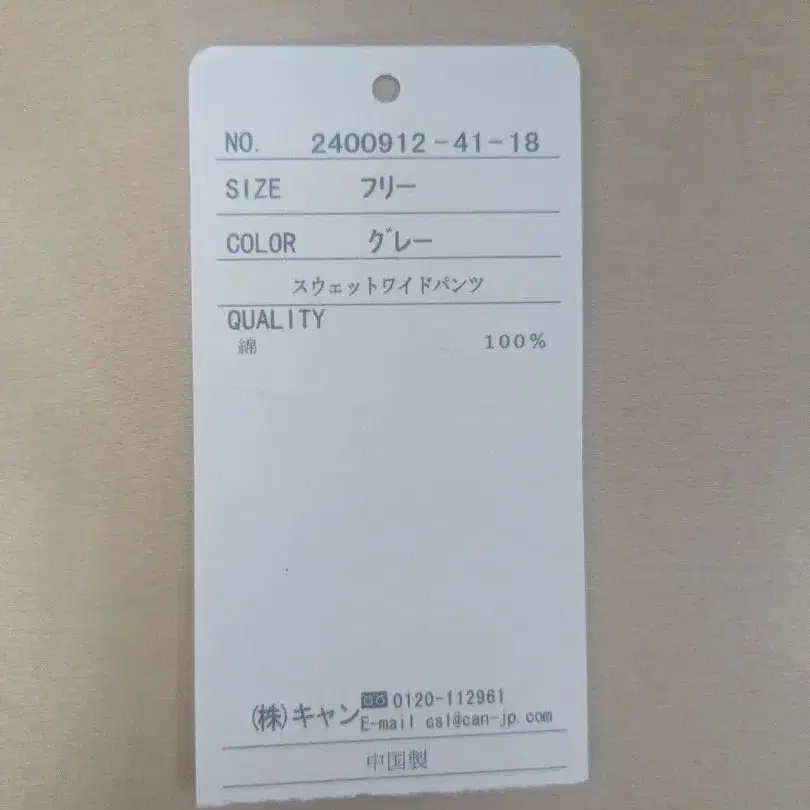 NO. 2400912-41-18
SIZE フリー
COLOR グレー
スウェットワイドパンツ
QUALITY
綿 100%
(株)キャン 0120-112961
E-mail csl@can-jp.com
中国製